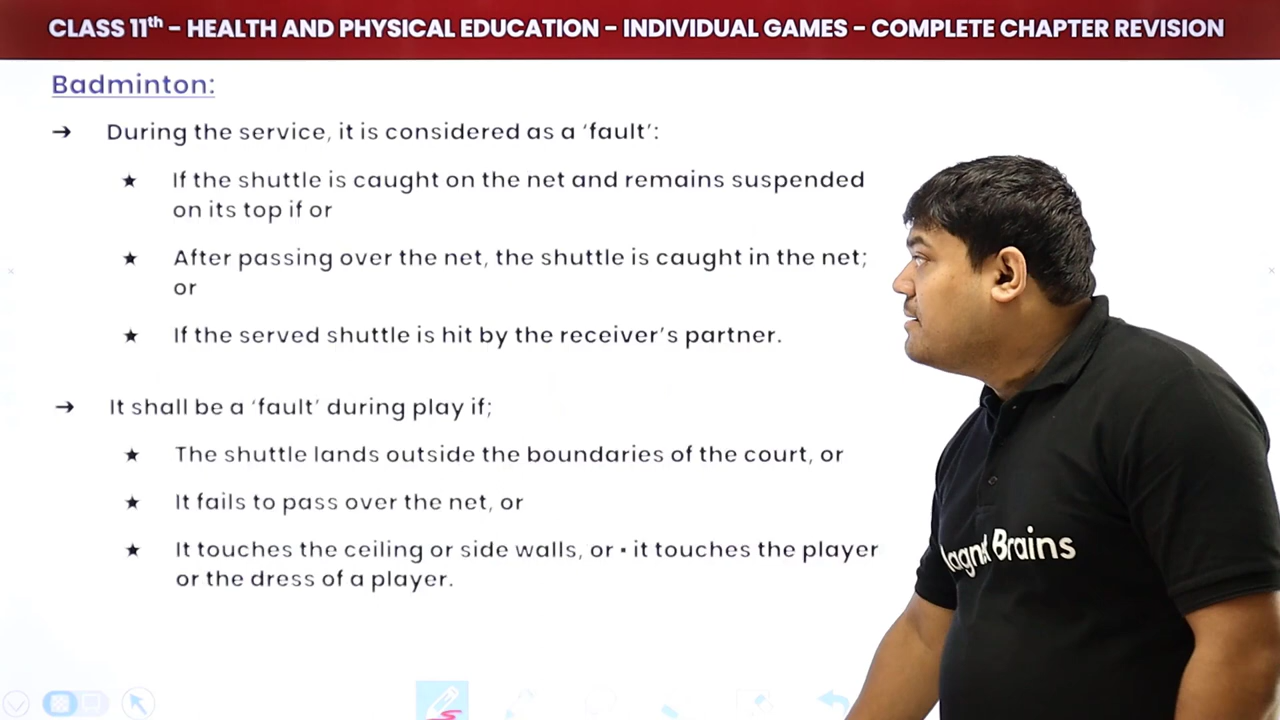 CLASS 11th – HEALTH AND PHYSICAL EDUCATION – INDIVIDUAL GAMES – COMPLETE CHAPTER REVISION
Badminton:
→ During the service, it is considered as a ‘fault’:
★ If the shuttle is caught on the net and remains suspended
on its top if or
★ After passing over the net, the shuttle is caught in the net;
or
★ If the served shuttle is hit by the receiver’s partner.
→ It shall be a ‘fault’ during play if;
★ The shuttle lands outside the boundaries of the court, or
★ It fails to pass over the net, or
★ It touches the ceiling or side walls, or ▪ it touches the player
or the dress of a player.
Brains